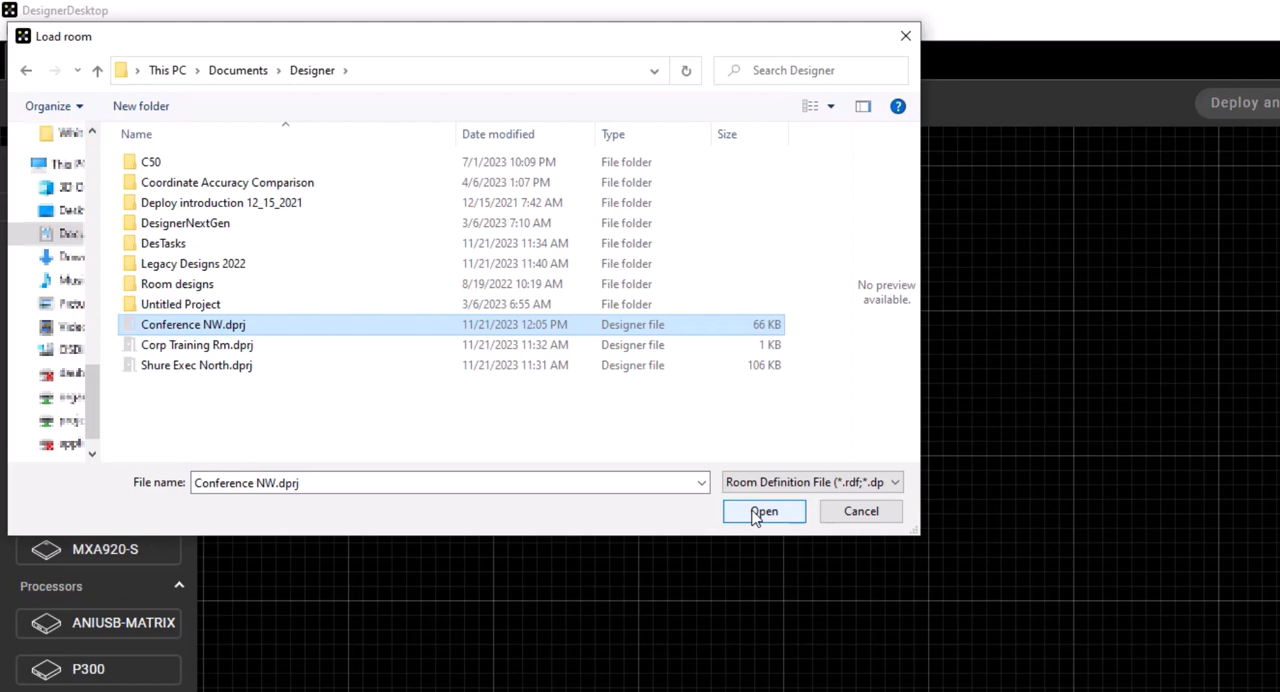 DesignerDesktop
Load room
This PC > Documents > Designer >
Search Designer
Deploy an
Organize
New folder
Name Date modified Type Size
C50 7/1/2023 10:09 PM File folder
Coordinate Accuracy Comparison 4/6/2023 1:07 PM File folder
Deploy introduction 12_15_2021 12/15/2021 7:42 AM File folder
DesignerNextGen 3/6/2023 7:10 AM File folder
DesTasks 11/21/2023 11:34 AM File folder
Legacy Designs 2022 11/21/2023 11:40 AM File folder
Room designs 8/19/2022 10:19 AM File folder
Untitled Project 3/6/2023 6:55 AM File folder
Conference NW.dprj 11/21/2023 12:05 PM Designer file 66 KB
Corp Training Rm.dprj 11/21/2023 11:32 AM Designer file 1 KB
Shure Exec North.dprj 11/21/2023 11:31 AM Designer file 106 KB
No preview
available.
This P
File name: Conference NW.dprj
Room Definition File (*.rdf;*.dp
Open
Cancel
MXA920-S
Processors
ANIUSB-MATRIX
P300